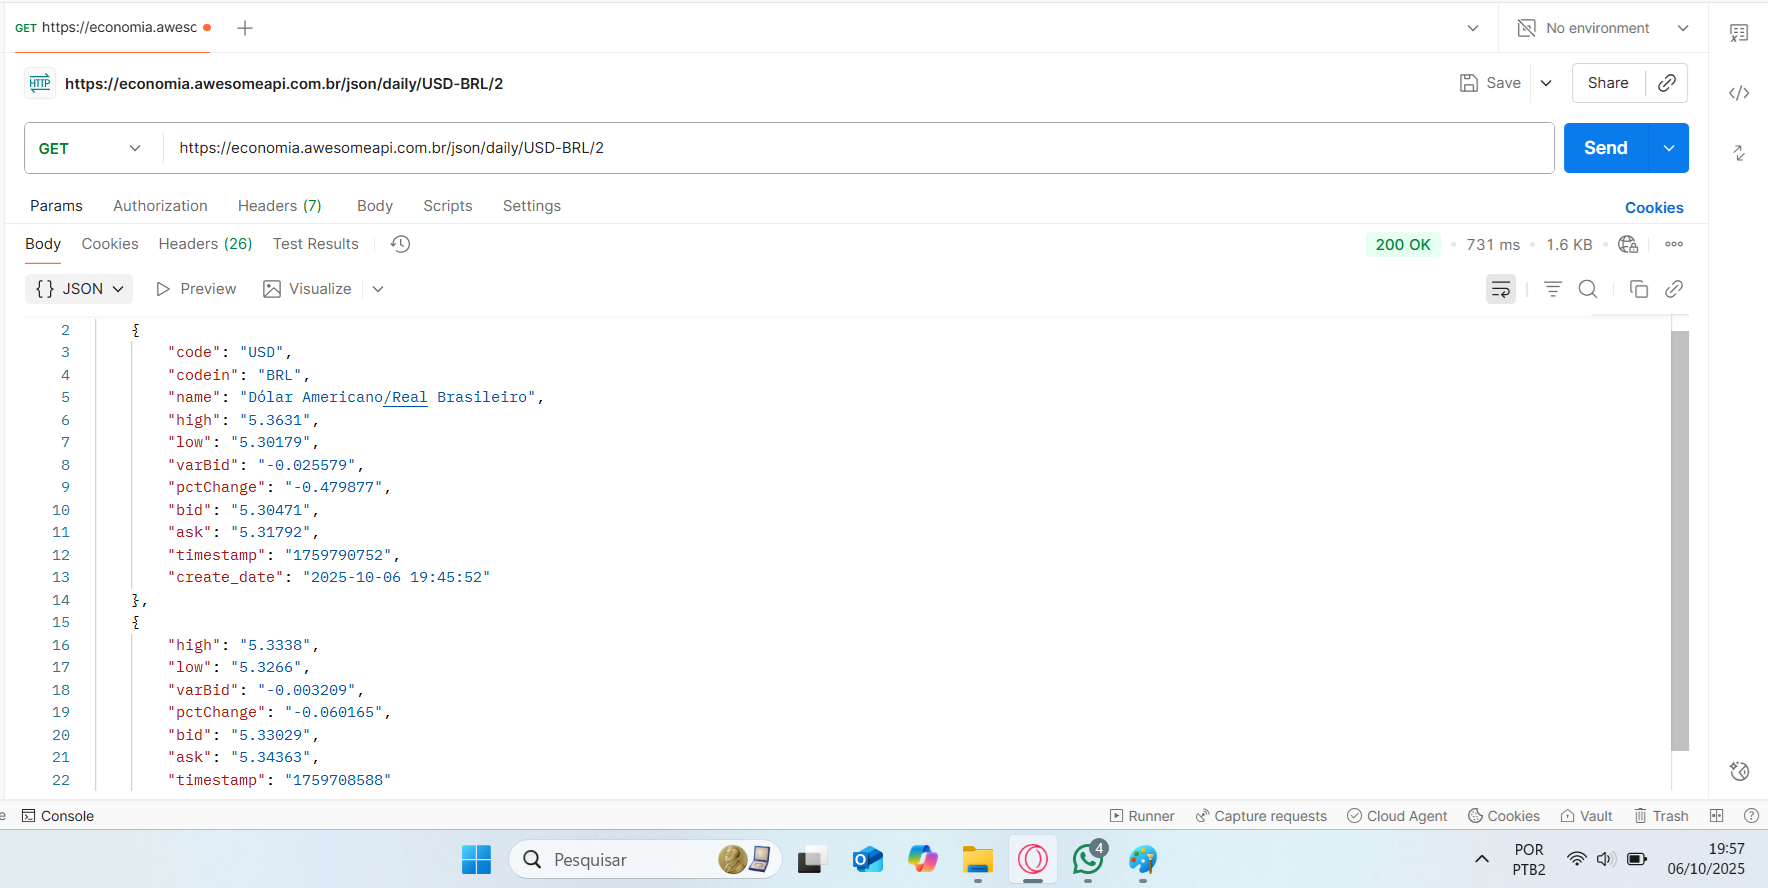 GET https://economia.awesc
No environment
HTTP https://economia.awesomeapi.com.br/json/daily/USD-BRL/2
Save
Share
GET https://economia.awesomeapi.com.br/json/daily/USD-BRL/2
Send
Params Authorization Headers (7) Body Scripts Settings
Cookies
Body Cookies Headers (26) Test Results
200 OK • 731 ms • 1.6 KB •
{ } JSON Preview Visualize
2 {
3 "code": "USD",
4 "codein": "BRL",
5 "name": "Dólar Americano/Real Brasileiro",
6 "high": "5.3631",
7 "low": "5.30179",
8 "varBid": "-0.025579",
9 "pctChange": "-0.479877",
10 "bid": "5.30471",
11 "ask": "5.31792",
12 "timestamp": "1759790752",
13 "create_date": "2025-10-06 19:45:52"
14 },
15 {
16 "high": "5.3338",
17 "low": "5.3266",
18 "varBid": "-0.003209",
19 "pctChange": "-0.060165",
20 "bid": "5.33029",
21 "ask": "5.34363",
22 "timestamp": "1759708588"
e Console
Runner Capture requests Cloud Agent Cookies Vault Trash
Pesquisar
4
POR
PTB2
19:57
06/10/2025